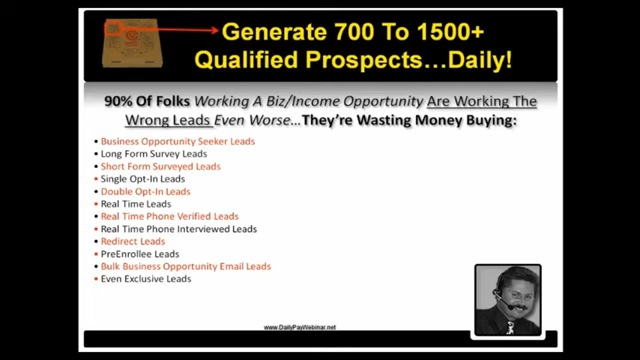 Generate 700 To 1500+
Qualified Prospects...Daily!
90% Of Folks Working A Biz/Income Opportunity Are Working The
Wrong Leads Even Worse... They're Wasting Money Buying:
• Business Opportunity Seeker Leads
• Long Form Survey Leads
• Short Form Surveyed Leads
• Single Opt-In Leads
• Double Opt-In Leads
• Real Time Leads
• Real Time Phone Verified Leads
• Real Time Phone Interviewed Leads
• Redirect Leads
• PreEnrollee Leads
• Bulk Business Opportunity Email Leads
• Even Exclusive Leads
www.DailyPayWebinar.net